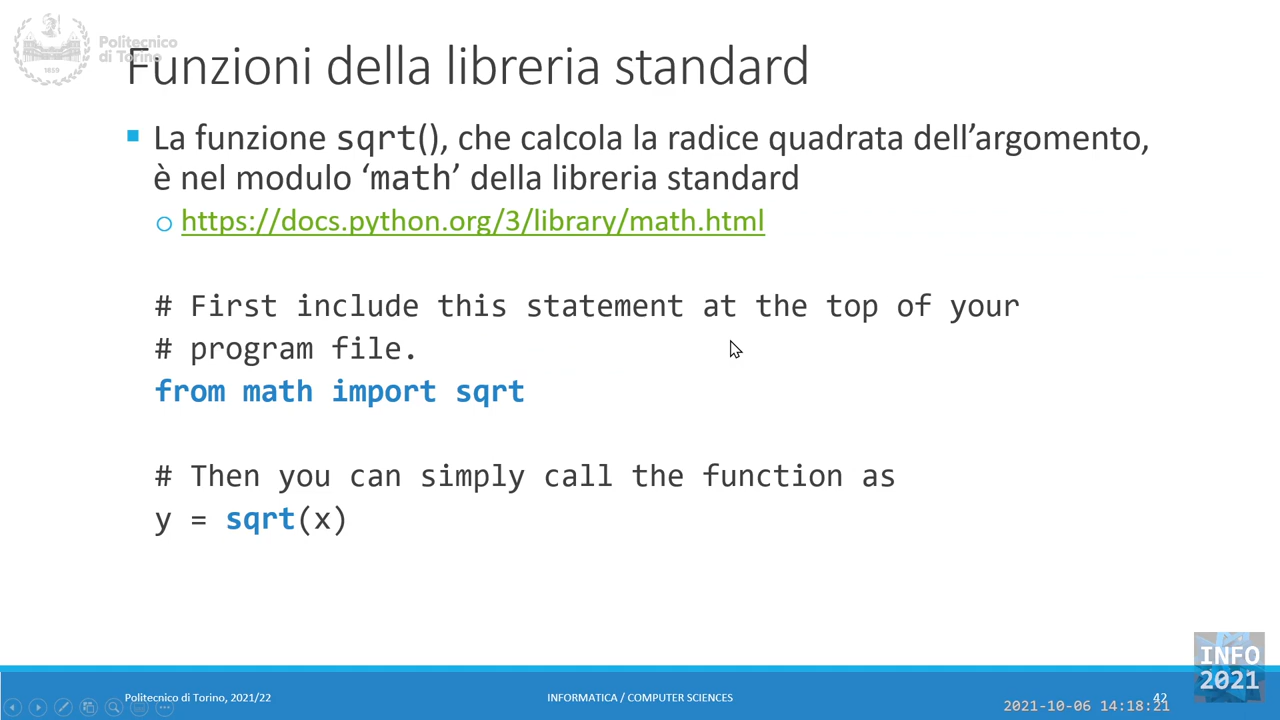 Politecnico
di Torino
1859
Funzioni della libreria standard
La funzione sqrt(), che calcola la radice quadrata dell'argomento,
è nel modulo ‘math’ della libreria standard
https://docs.python.org/3/library/math.html
# First include this statement at the top of your
# program file.
from math import sqrt
# Then you can simply call the function as
y = sqrt(x)
INFO
2021
Politecnico di Torino, 2021/22
INFORMATICA / COMPUTER SCIENCES
42
2021-10-06 14:18:21